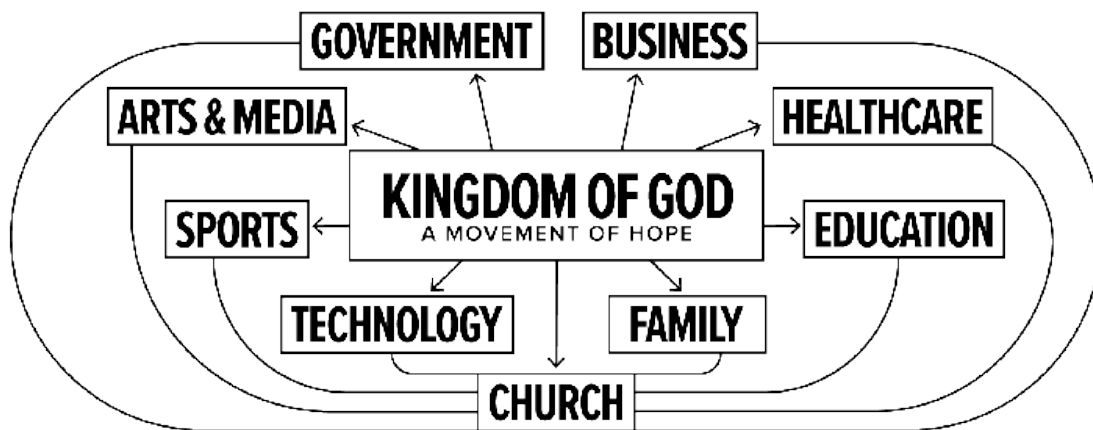 GOVERNMENT
BUSINESS
ARTS & MEDIA
HEALTHCARE
KINGDOM OF GOD
A MOVEMENT OF HOPE
SPORTS
EDUCATION
TECHNOLOGY
FAMILY
CHURCH